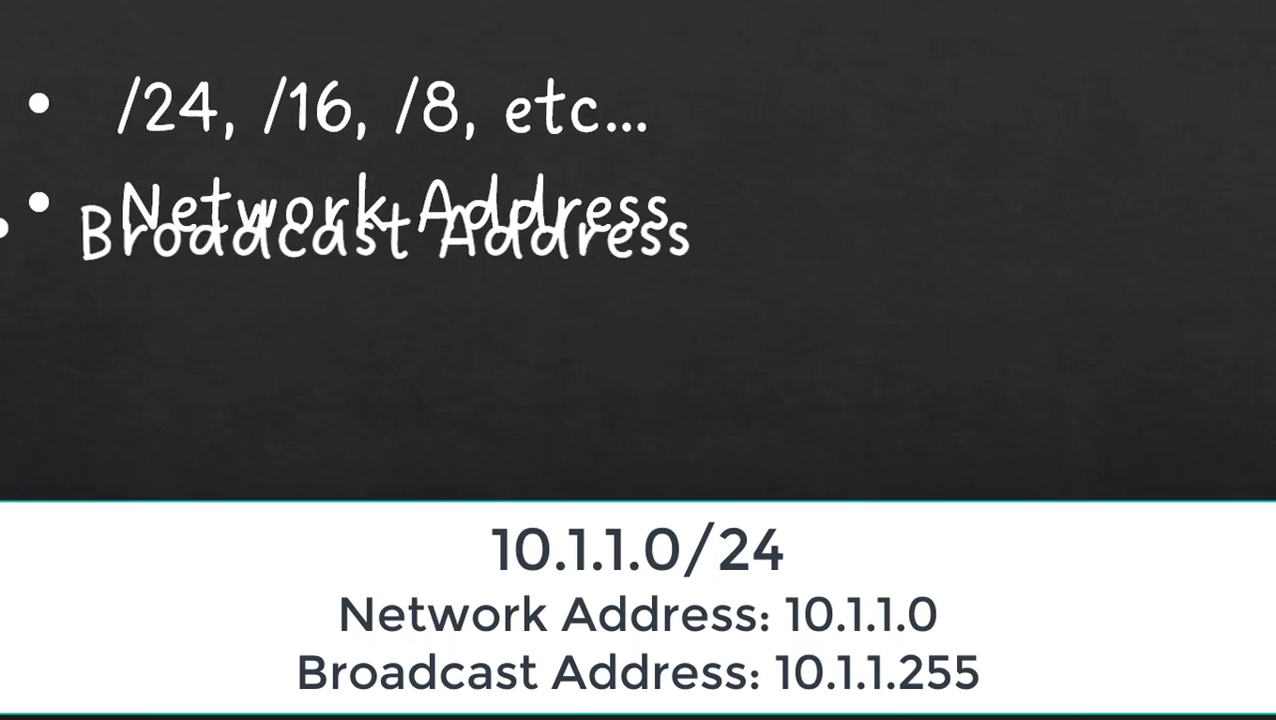 • /24, /16, /8, etc...
• Network Address
• Broadcast Address
10.1.1.0/24
Network Address: 10.1.1.0
Broadcast Address: 10.1.1.255